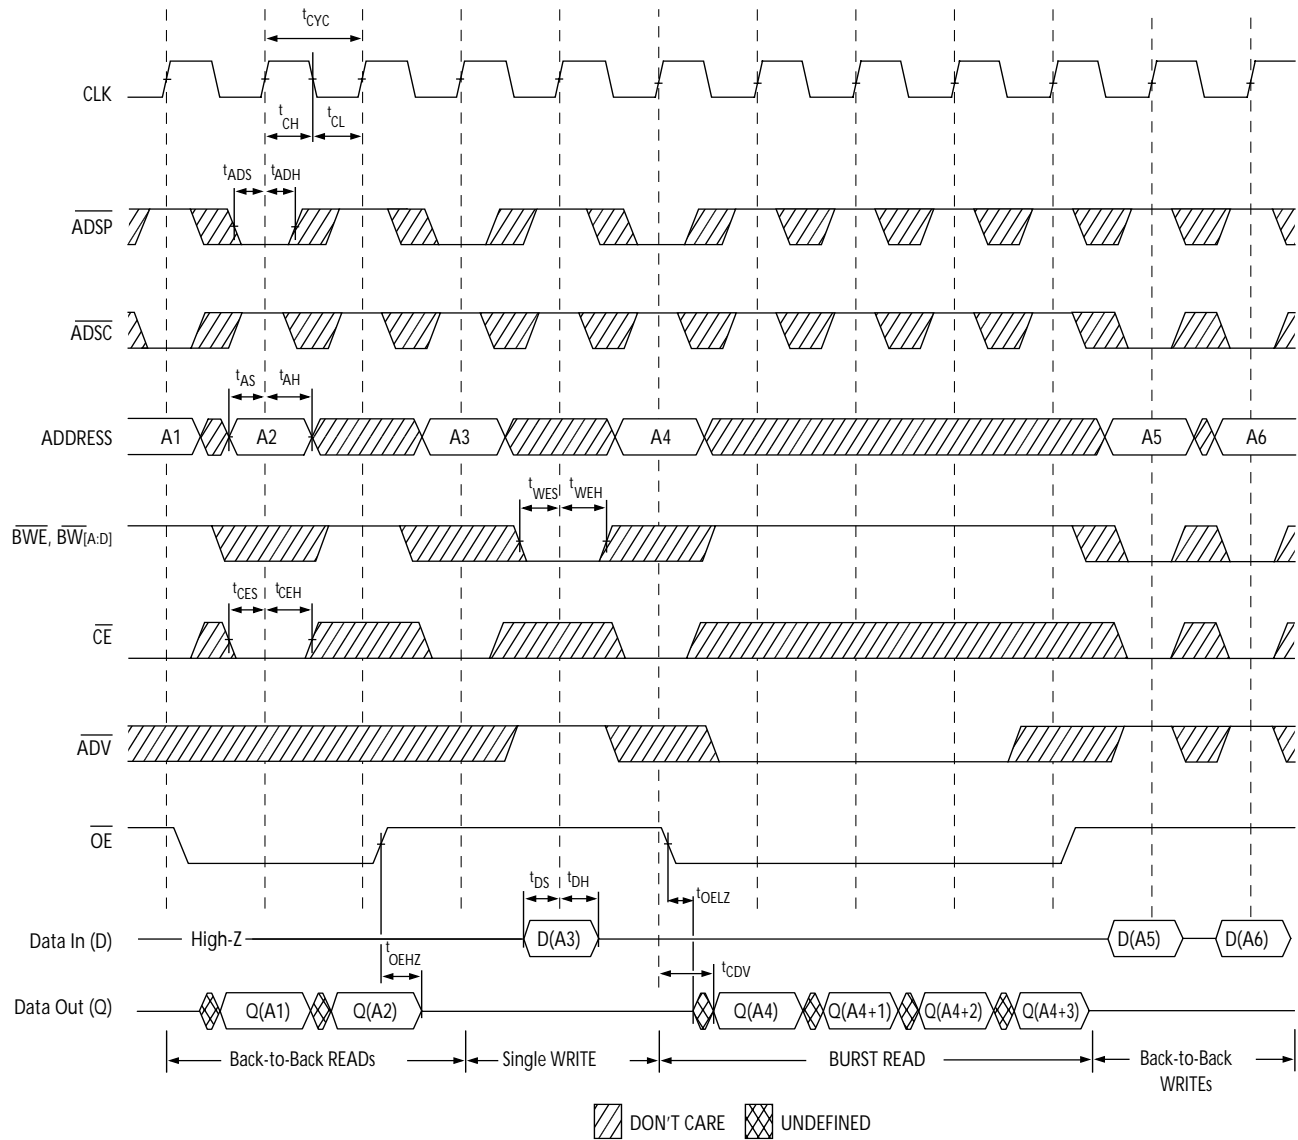 tCYC
CLK
tCH
tCL
tADS
tADH
ADSP
ADSC
tAS
tAH
ADDRESS
A1
A2
A3
A4
A5
A6
tWES
tWEH
BWE, BW[A:D]
tCES
tCEH
CE
ADV
OE
tDS
tDH
tOELZ
Data In (D)
High-Z
D(A3)
D(A5)
D(A6)
tOEHZ
tCDV
Data Out (Q)
Q(A1)
Q(A2)
Q(A4)
Q(A4+1)
Q(A4+2)
Q(A4+3)
Back-to-Back READs
Single WRITE
BURST READ
Back-to-Back
WRITEs
DON'T CARE
UNDEFINED